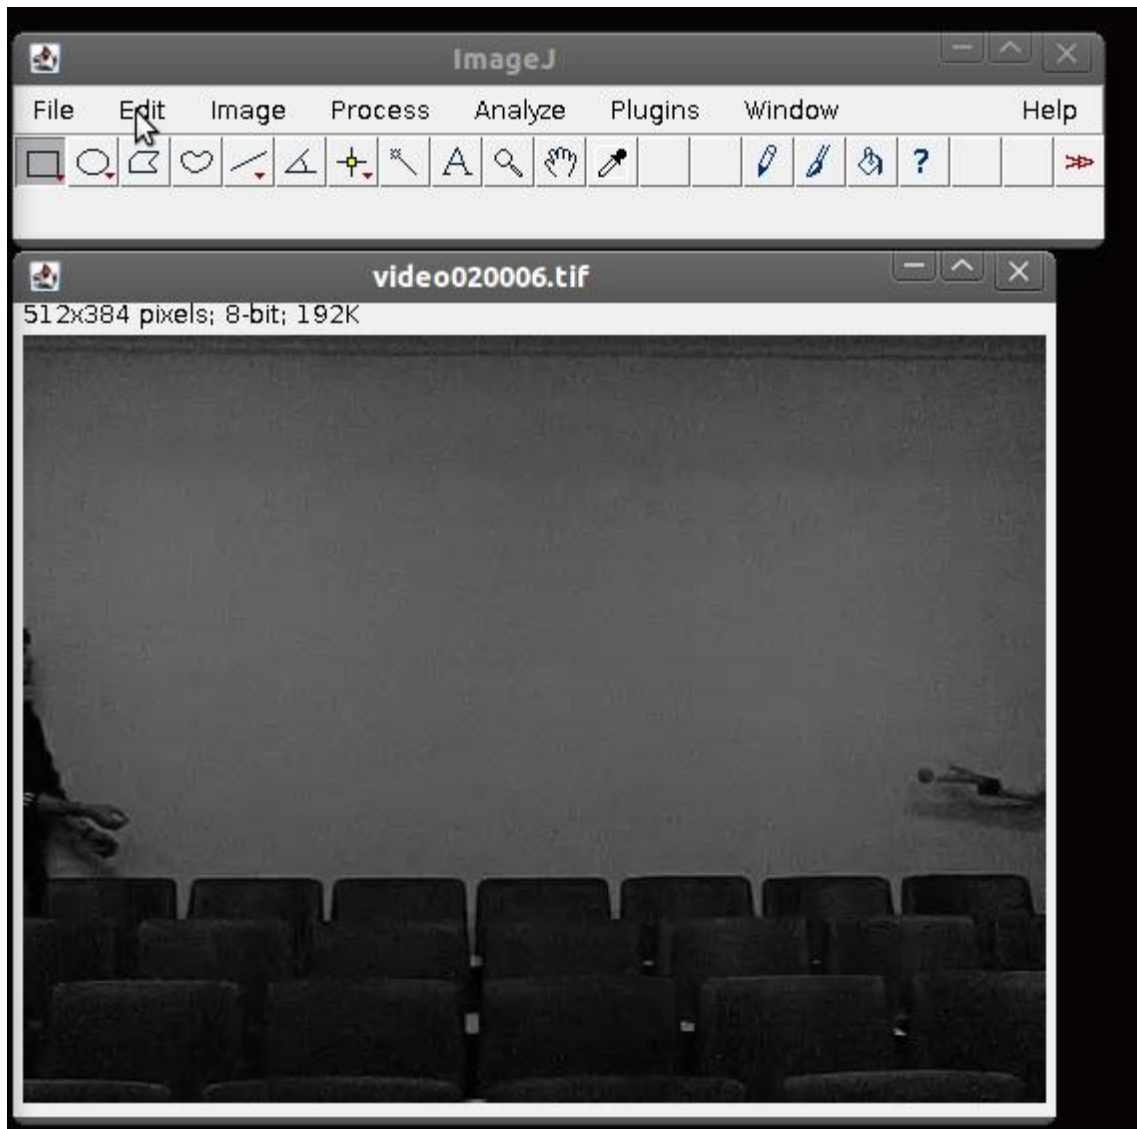 ImageJ
File Edit Image Process Analyze Plugins Window Help
A ?
video020006.tif
512x384 pixels; 8-bit; 192K